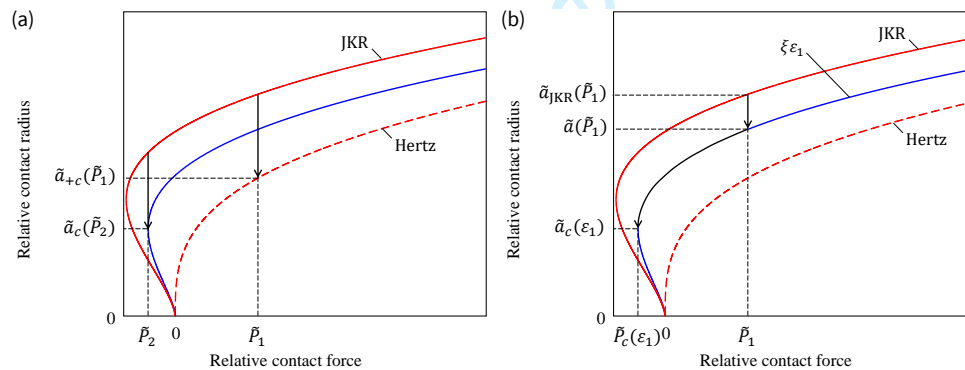 (a)
JKR
Hertz
ã₊c(P̃₁)
ãc(P̃₂)
0
P̃₂
0
P̃₁
Relative contact radius
Relative contact force
(b)
ξε₁
JKR
Hertz
ãJKR(P̃₁)
ã(P̃₁)
ãc(ε₁)
0
P̃c(ε₁)
0
P̃₁
Relative contact radius
Relative contact force